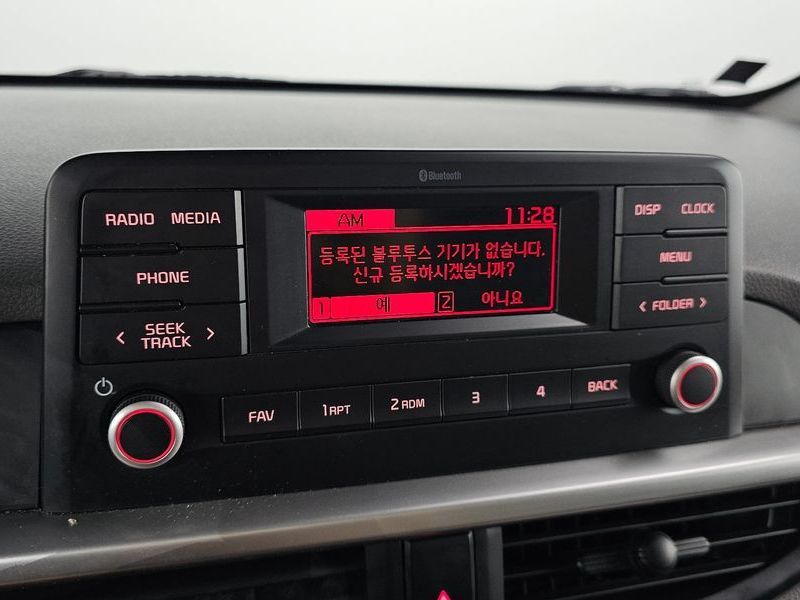 Bluetooth
RADIO MEDIA
AM 11:28
DISP CLOCK
등록된 블루투스 기기가 없습니다.
신규 등록하시겠습니까?
PHONE
MENU
1 예 2 아니요
< SEEK TRACK >
< FOLDER >
FAV 1 RPT 2 RDM 3 4 BACK